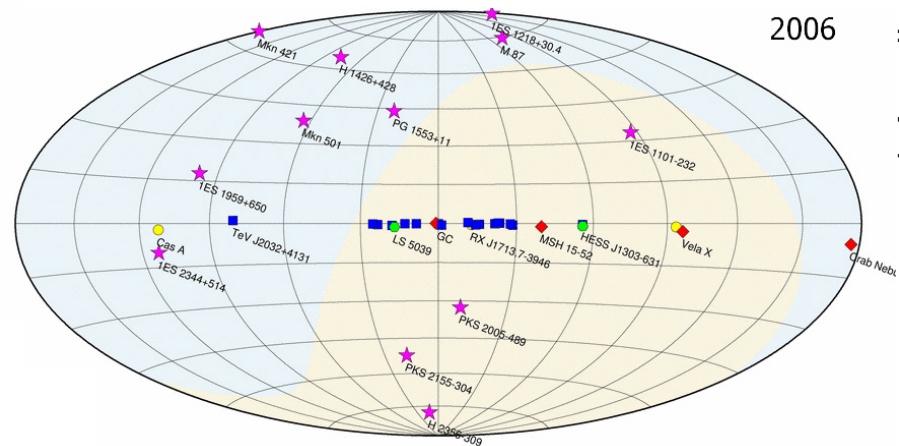 2006
1ES 1218+30.4
Mkn 421
M 87
H 1426+428
PG 1553+11
Mkn 501
1ES 1101-232
1ES 1959+650
TeV J2032+4131
Cas A
LS 5039
GC
RX J1713.7-3946
MSH 15-52
HESS J1303-631
Vela X
Crab Nebu
1ES 2344+514
PKS 2005-489
PKS 2155-304
H 2356-309